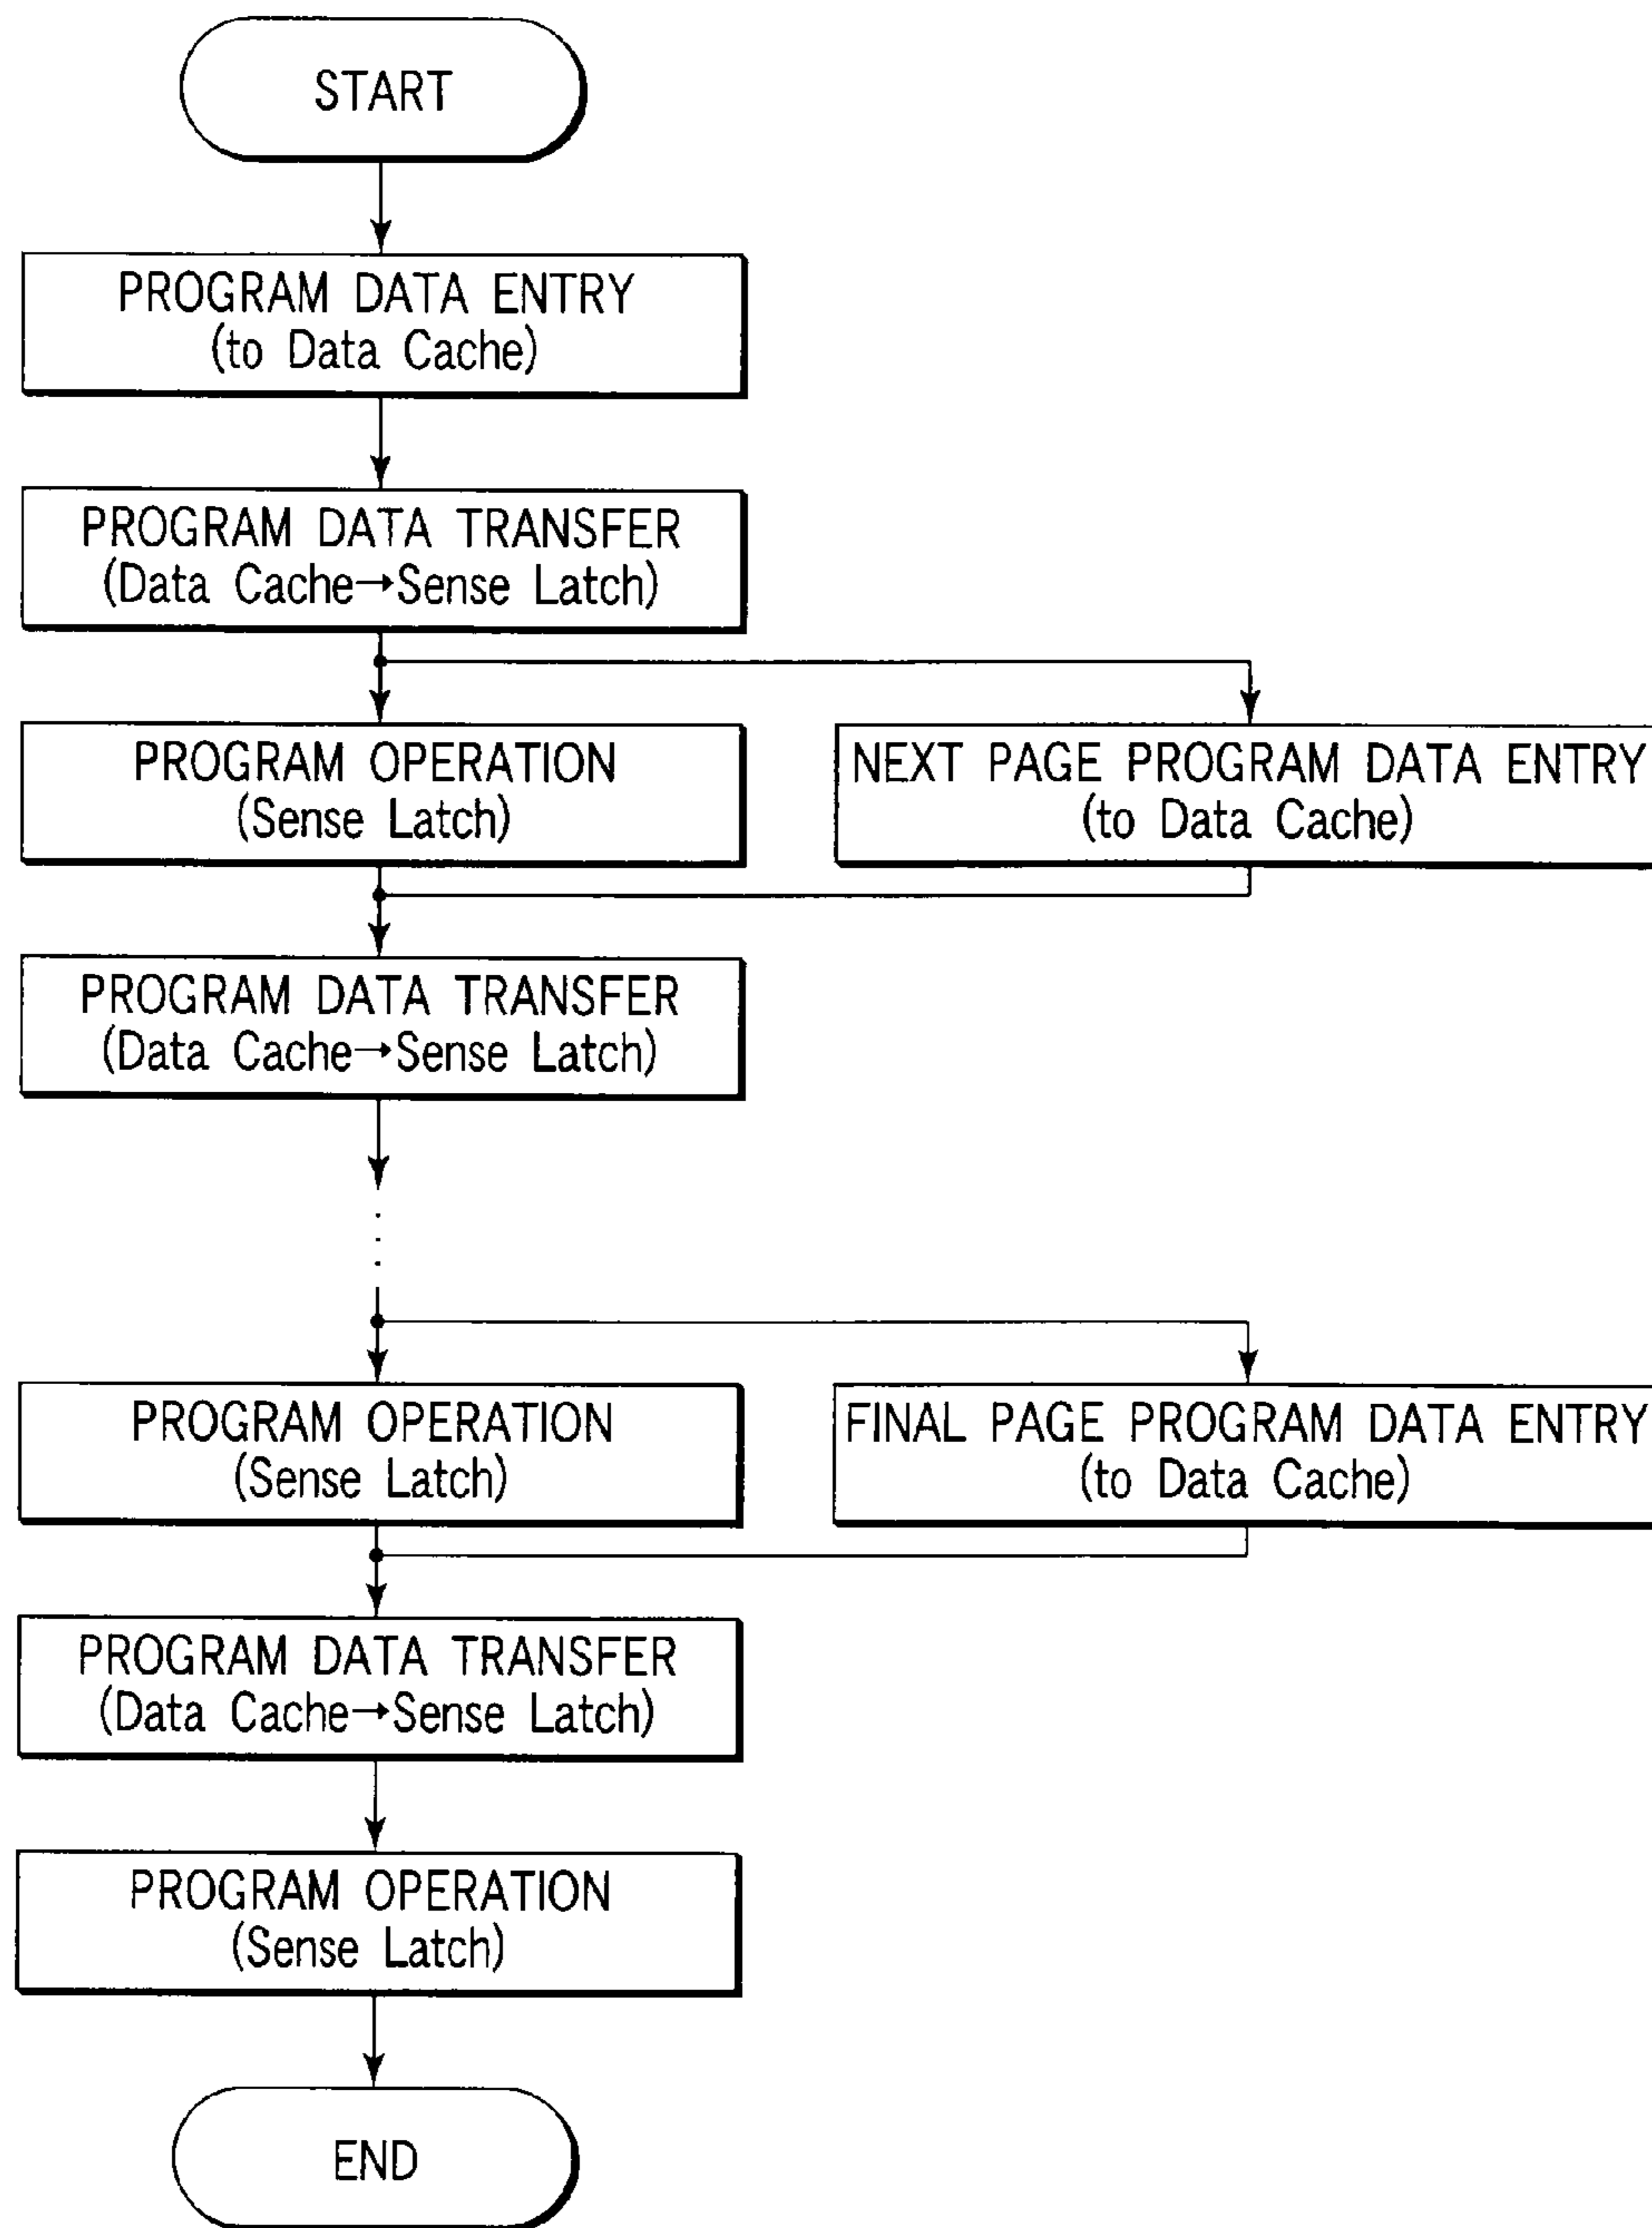 START
PROGRAM DATA ENTRY
(to Data Cache)
PROGRAM DATA TRANSFER
(Data Cache→Sense Latch)
PROGRAM OPERATION
(Sense Latch)
NEXT PAGE PROGRAM DATA ENTRY
(to Data Cache)
PROGRAM DATA TRANSFER
(Data Cache→Sense Latch)
PROGRAM OPERATION
(Sense Latch)
FINAL PAGE PROGRAM DATA ENTRY
(to Data Cache)
PROGRAM DATA TRANSFER
(Data Cache→Sense Latch)
PROGRAM OPERATION
(Sense Latch)
END